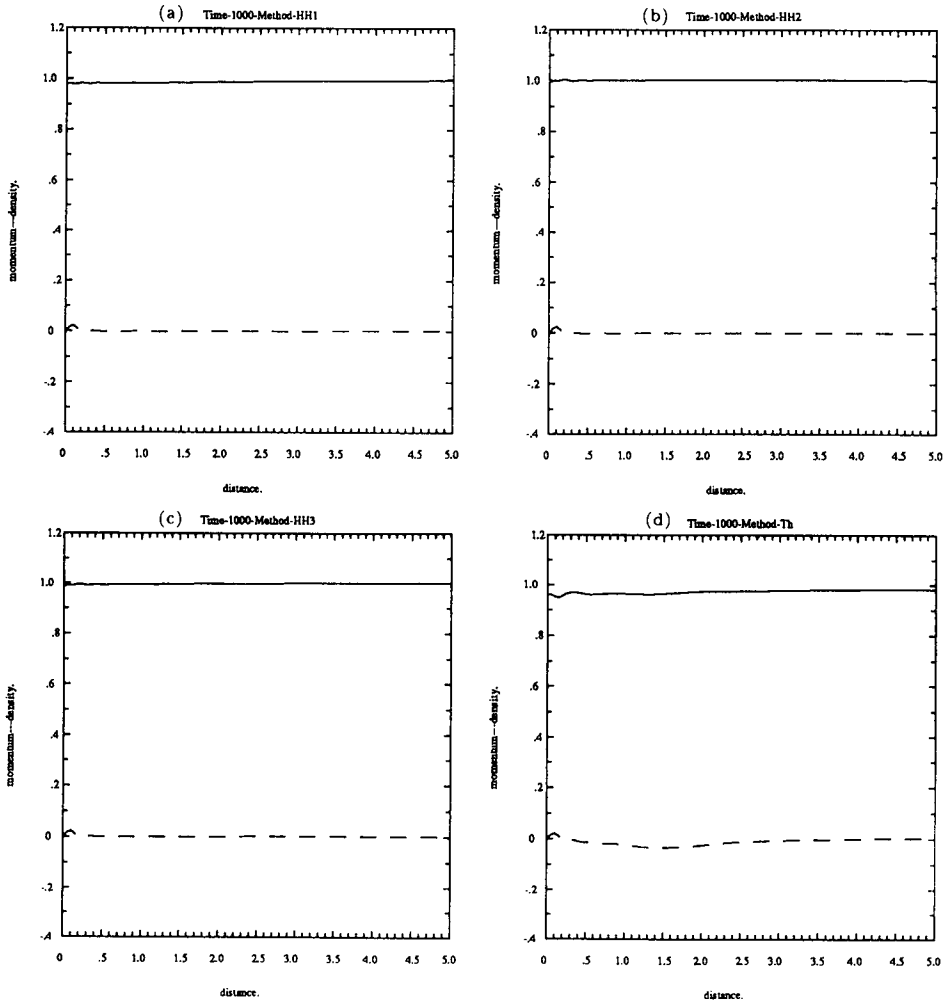 (a) Time-1000-Method-HH1
1.2
1.0
.8
.6
.4
.2
0
-.2
-.4
momentum---density.
0 .5 1.0 1.5 2.0 2.5 3.0 3.5 4.0 4.5 5.0
distance.
(b) Time-1000-Method-HH2
1.2
1.0
.8
.6
.4
.2
0
-.2
-.4
momentum---density.
0 .5 1.0 1.5 2.0 2.5 3.0 3.5 4.0 4.5 5.0
distance.
(c) Time-1000-Method-HH3
1.2
1.0
.8
.6
.4
.2
0
-.2
-.4
momentum---density.
0 .5 1.0 1.5 2.0 2.5 3.0 3.5 4.0 4.5 5.0
distance.
(d) Time-1000-Method-Th
1.2
1.0
.8
.6
.4
.2
0
-.2
-.4
momentum---density.
0 .5 1.0 1.5 2.0 2.5 3.0 3.5 4.0 4.5 5.0
distance.